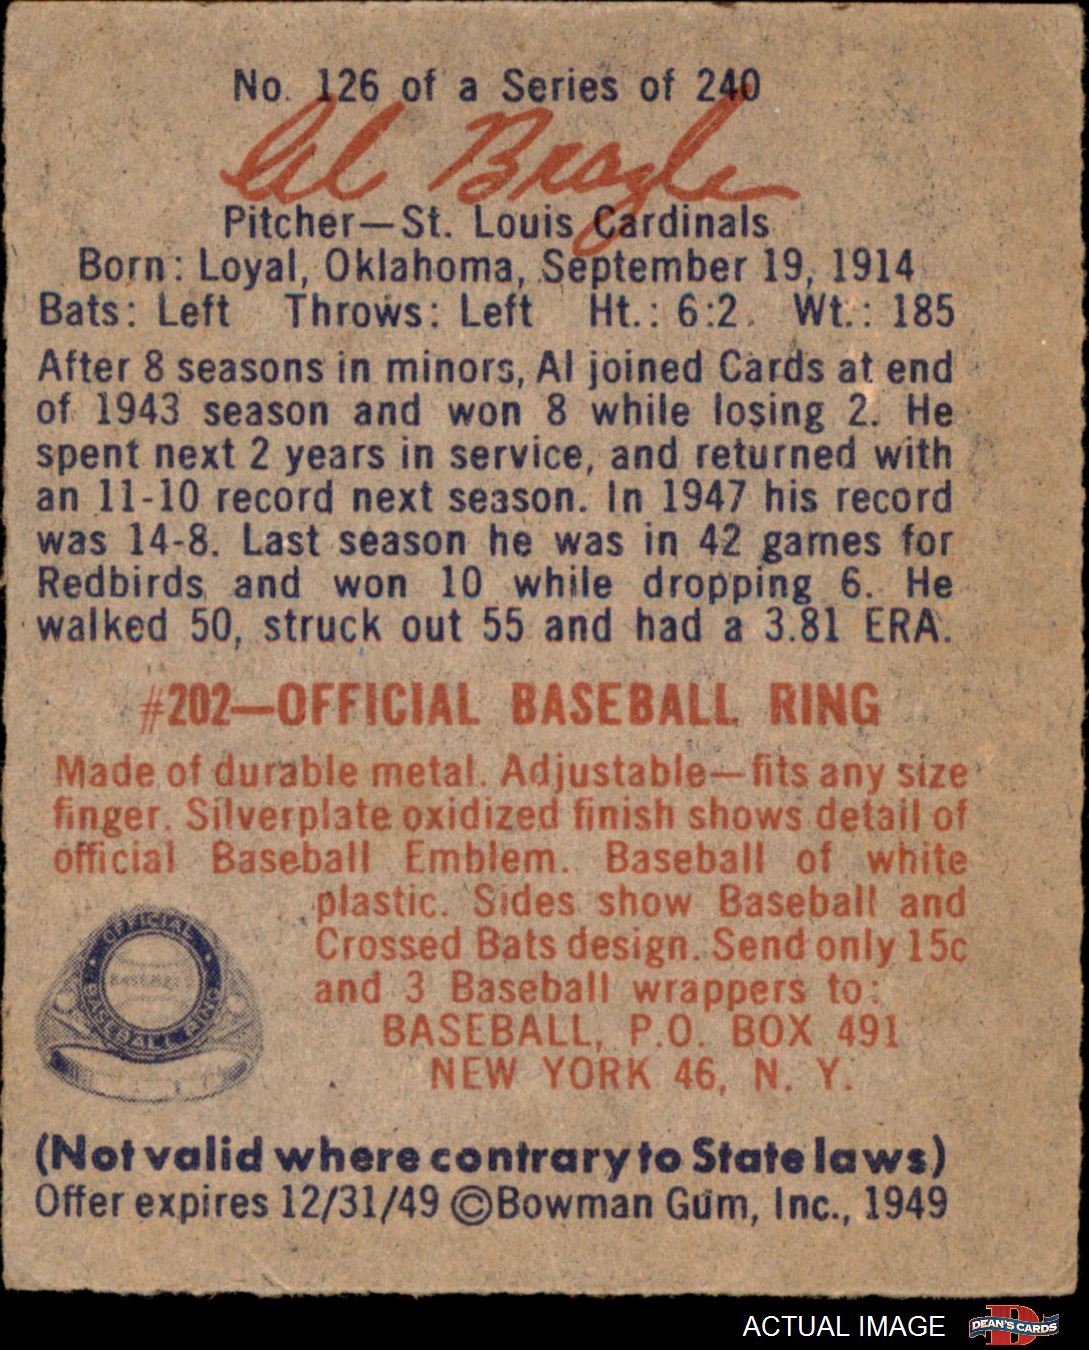 No. 126 of a Series of 240
Al Brazle
Pitcher—St. Louis Cardinals
Born: Loyal, Oklahoma, September 19, 1914
Bats: Left Throws: Left Ht.: 6:2. Wt.: 185
After 8 seasons in minors, Al joined Cards at end
of 1943 season and won 8 while losing 2. He
spent next 2 years in service, and returned with
an 11-10 record next season. In 1947 his record
was 14-8. Last season he was in 42 games for
Redbirds and won 10 while dropping 6. He
walked 50, struck out 55 and had a 3.81 ERA.
#202—OFFICIAL BASEBALL RING
Made of durable metal. Adjustable—fits any size
finger. Silverplate oxidized finish shows detail of
official Baseball Emblem. Baseball of white
plastic. Sides show Baseball and
Crossed Bats design. Send only 15c
and 3 Baseball wrappers to:
BASEBALL, P.O. BOX 491
NEW YORK 46, N. Y.
OFFICIAL
BASEBALL
BASEBALL RING
(Not valid where contrary to State laws)
Offer expires 12/31/49 ©Bowman Gum, Inc., 1949
ACTUAL IMAGE
D
DEAN'S CARDS